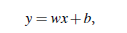 y = wx + b,